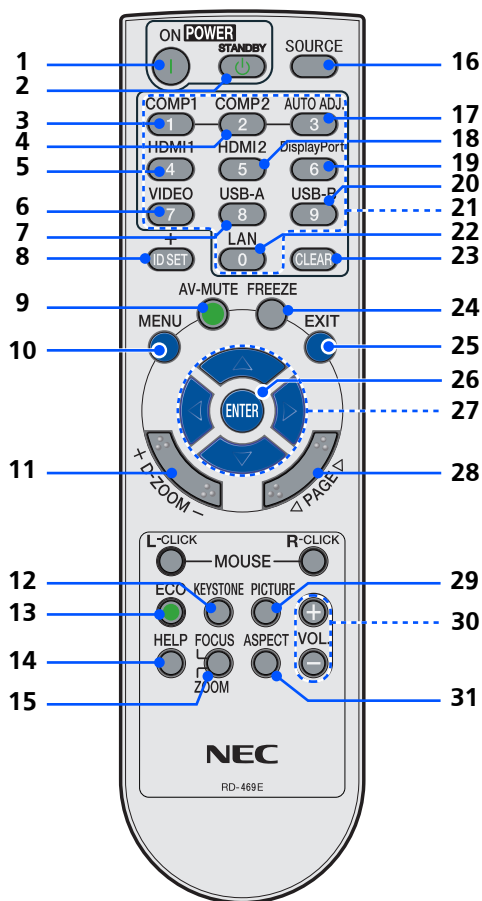 ON POWER
STANDBY
SOURCE
1
2
16
COMP1 COMP2 AUTO ADJ.
3
1 2 3
17
4
18
HDMI1 HDMI2 DisplayPort
5
4 5 6
19
VIDEO USB-A USB-B
20
6
7 8 9
21
7
LAN
22
+
8
ID SET 0 CLEAR
23
AV-MUTE FREEZE
9
24
MENU EXIT
10
25
26
ENTER
27
11
+ D-ZOOM −
◁ PAGE ▷
28
L-CLICK MOUSE R-CLICK
12
ECO KEYSTONE PICTURE
29
13
+
30
HELP FOCUS ASPECT VOL.
14
−
15
ZOOM
31
NEC
RD-469E